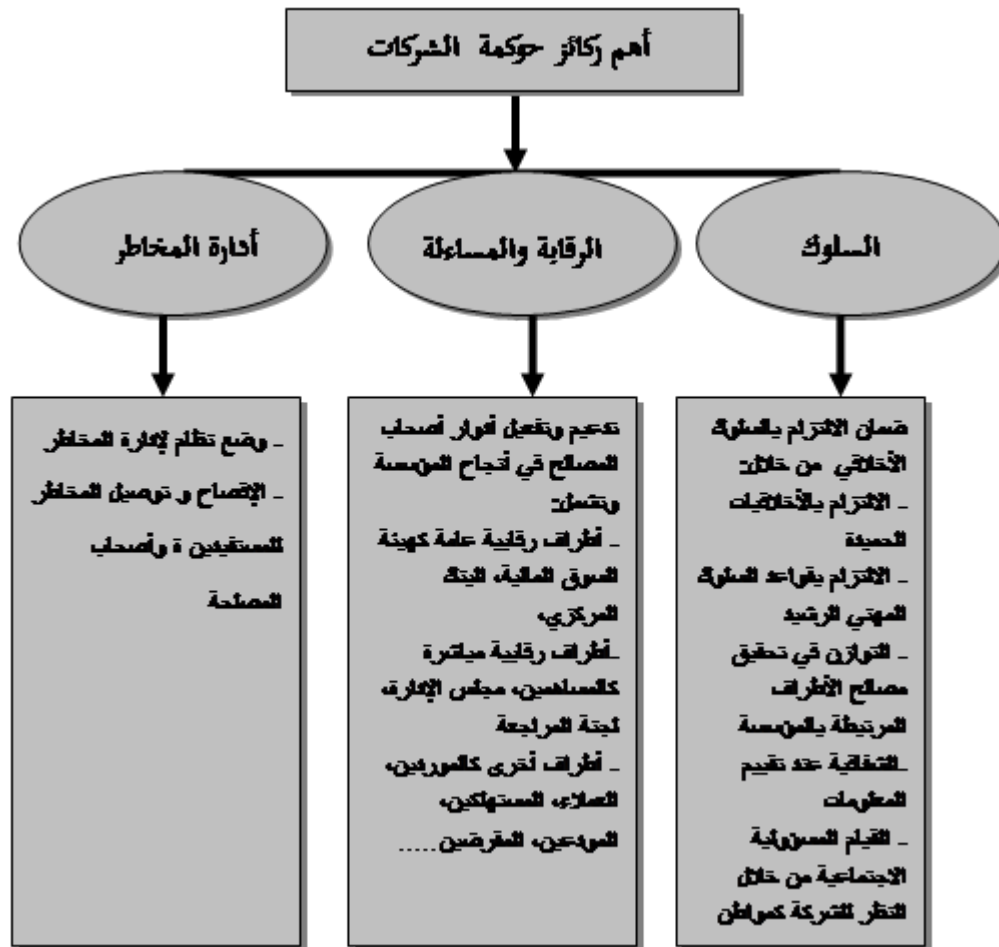 أهم ركائز حوكمة الشركات
السلوك
الرقابة والمساءلة
أدارة المخاطر
ضمان الالتزام بالسلوك
الأخلاقي من خلال:
_ الالتزام بالأخلاقيات
الحميدة
_ الالتزام بقواعد السلوك
المهني الرشيد
_ التوازن في تحقيق
مصالح الأطراف
المرتبطة بالمؤسسة
_الشفافية عند تقييم
المعلومات
_ القيام المسؤولية
الاجتماعية من خلال
النظر للشركة كمواطن
تدعيم وتفعيل أدوار أصحاب
المصالح في أنجاح المؤسسة
وتشمل:
_ أطراف رقابية عامة كهيئة
السوق المالية، البنك
المركزي،
_أطراف رقابية مباشرة
كالمساهمين، مجلس الإدارة،
لجنة المراجعة
_ أطراف أخرى كالموردين،
العملاء، المستهلكين،
المودعين، المقرضين.....
_ وضع نظام لإدارة المخاطر
_ الإفصاح و توصيل المخاطر
للمستفيدين ة وأصحاب
المصلحة